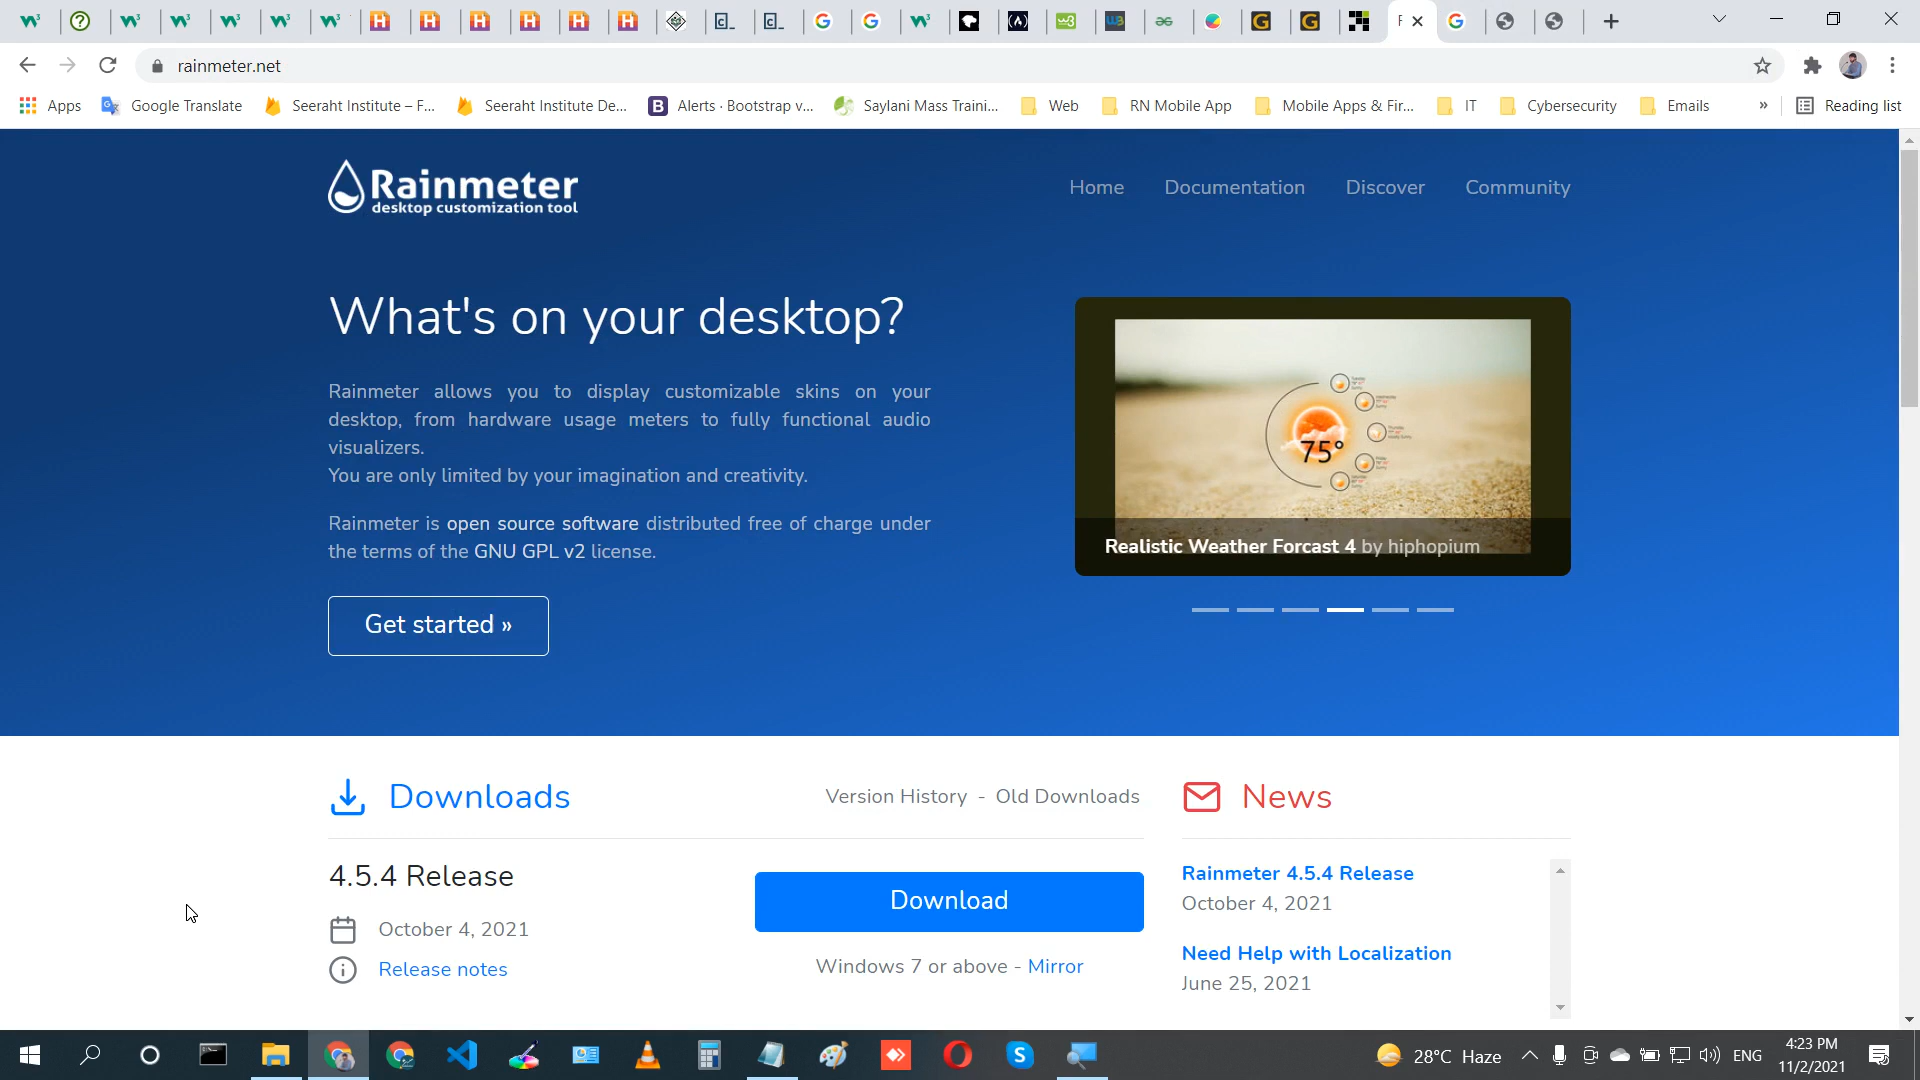 rainmeter.net
Apps
Google Translate
Seeraht Institute – F...
Seeraht Institute De...
Alerts · Bootstrap v...
Saylani Mass Traini...
Web
RN Mobile App
Mobile Apps & Fir...
IT
Cybersecurity
Emails
»
Reading list
Rainmeter
desktop customization tool
Home
Documentation
Discover
Community
What's on your desktop?
Rainmeter allows you to display customizable skins on your
desktop, from hardware usage meters to fully functional audio
visualizers.
You are only limited by your imagination and creativity.
Rainmeter is open source software distributed free of charge under
the terms of the GNU GPL v2 license.
Get started »
75°
Realistic Weather Forcast 4 by hiphopium
Downloads
Version History - Old Downloads
4.5.4 Release
October 4, 2021
Release notes
Download
Windows 7 or above - Mirror
News
Rainmeter 4.5.4 Release
October 4, 2021
Need Help with Localization
June 25, 2021
28°C Haze
ENG
4:23 PM
11/2/2021